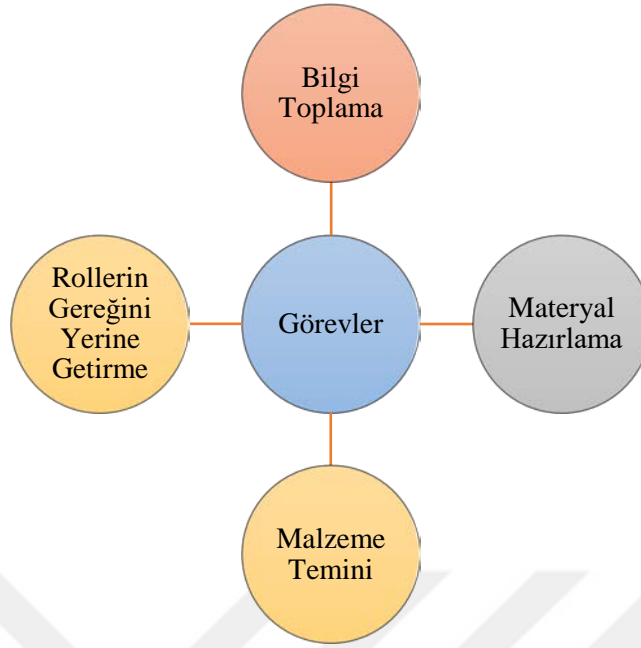 Bilgi
Toplama
Rollerin
Gereğini
Yerine
Getirme
Görevler
Materyal
Hazırlama
Malzeme
Temini